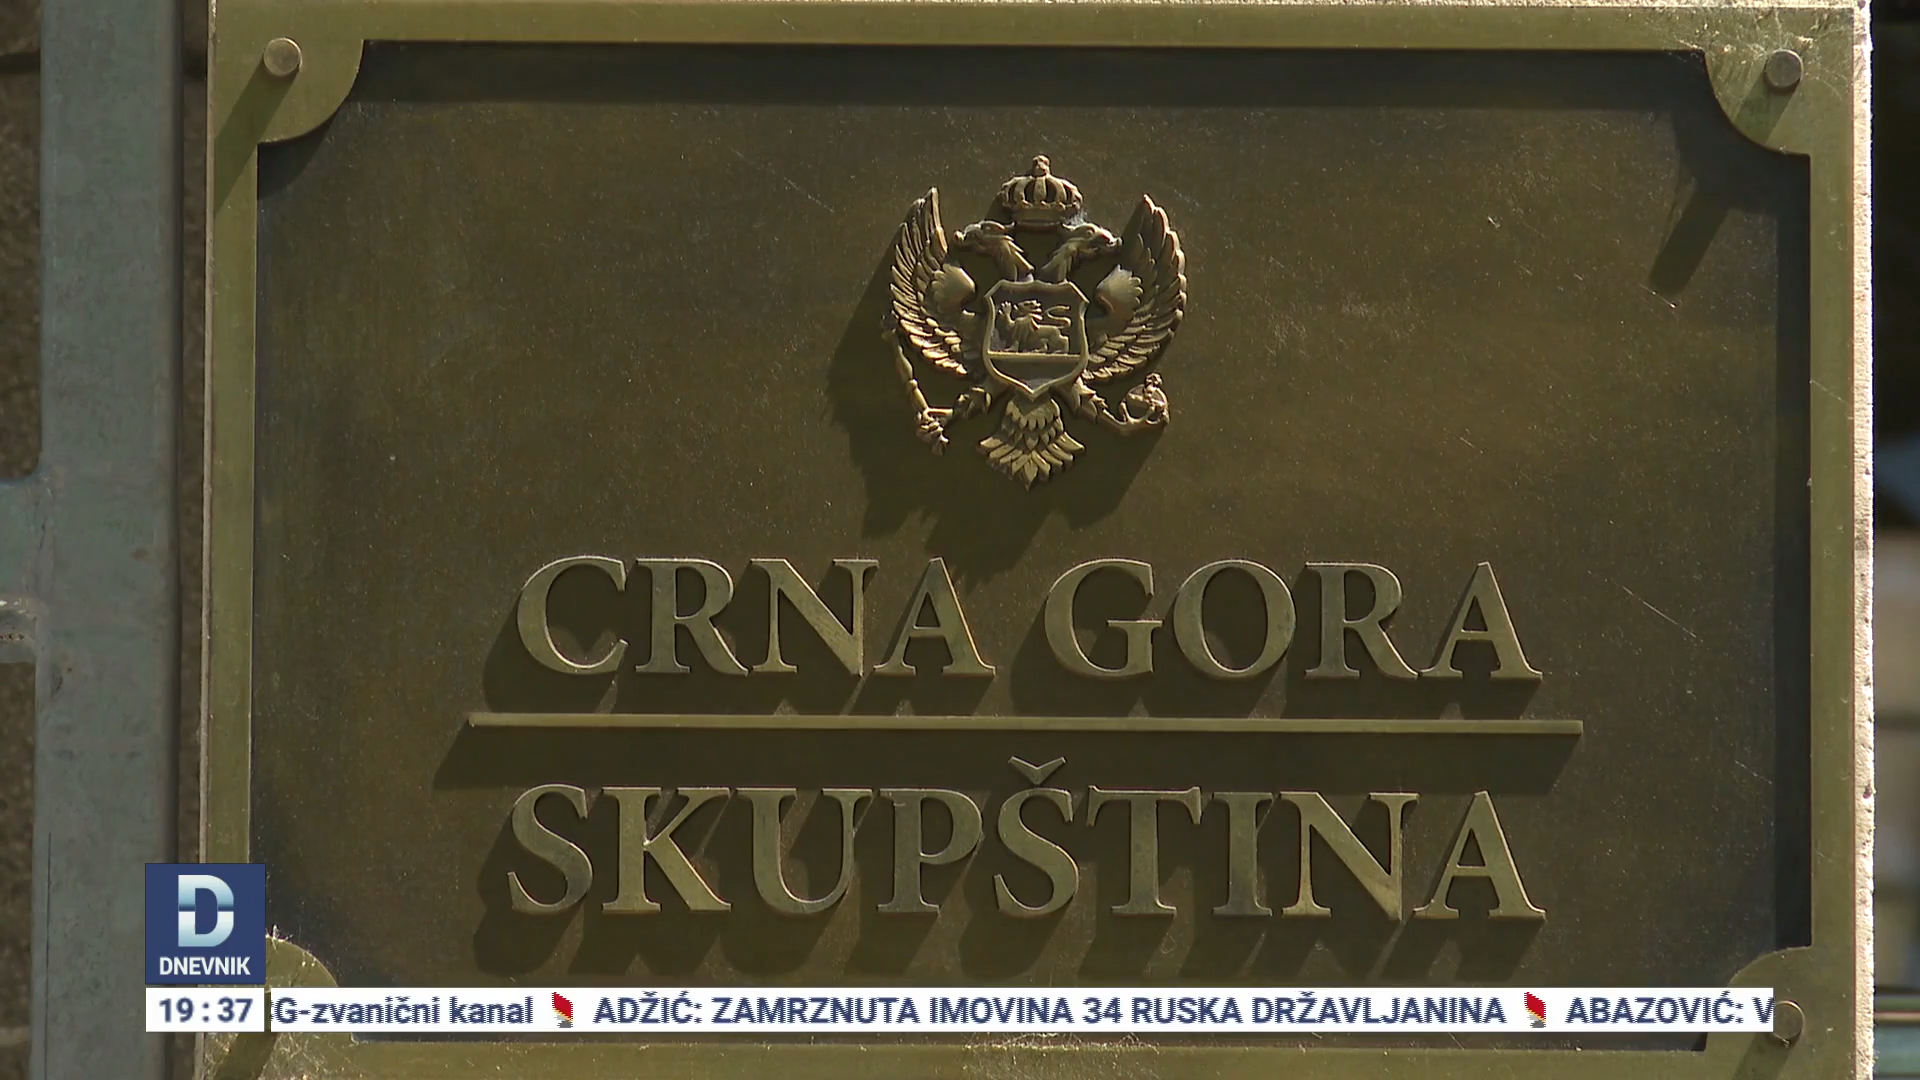 CRNA GORA
SKUPŠTINA
D
DNEVNIK
19:37 G-zvanični kanal ADŽIĆ: ZAMRZNUTA IMOVINA 34 RUSKA DRŽAVLJANINA ABAZOVIĆ: V